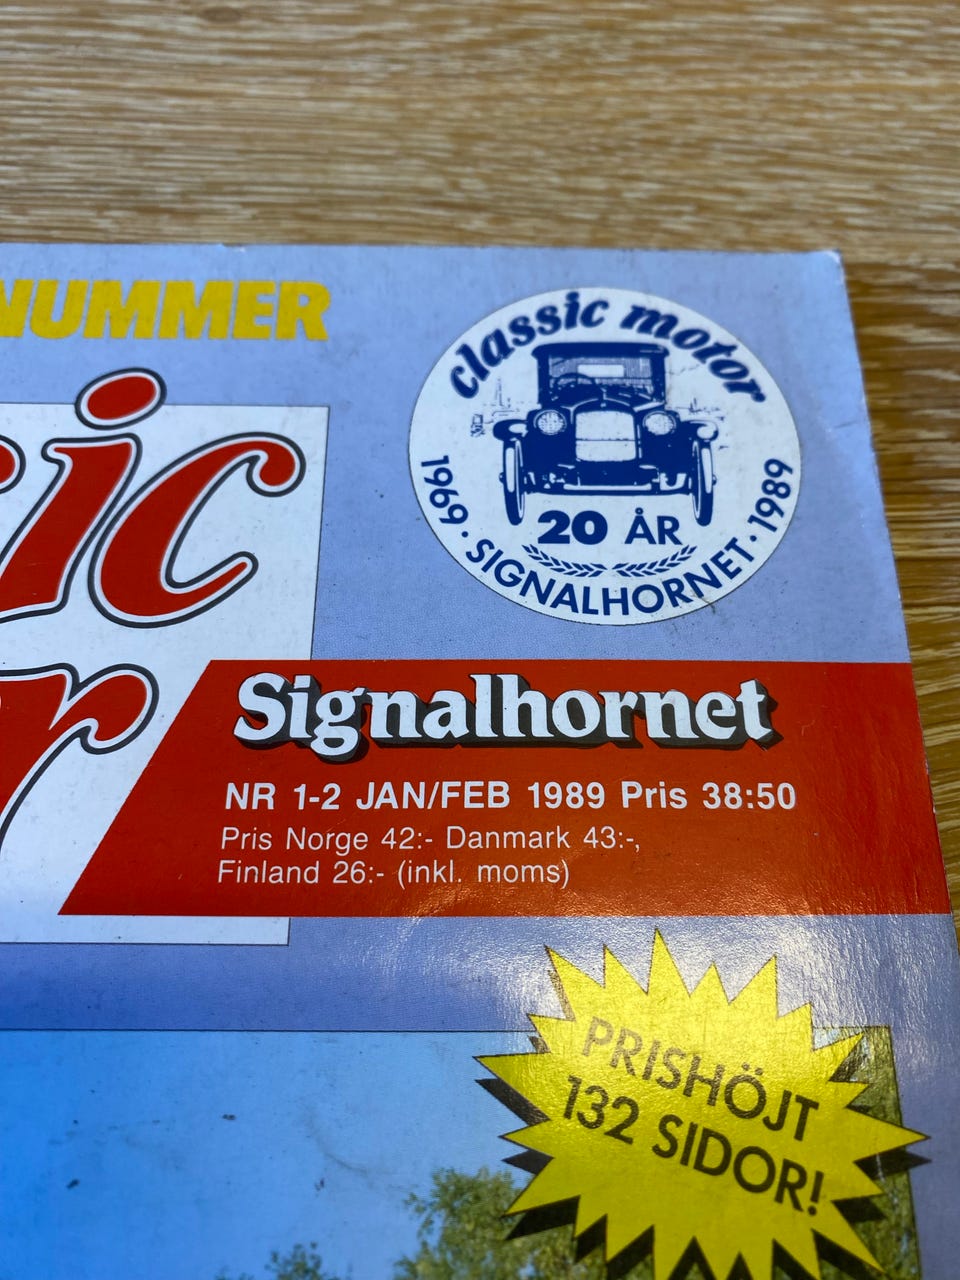 NUMMER
classic motor
20 ÅR
1969 · SIGNALHORNET · 1989
ic
r
Signalhornet
NR 1-2 JAN/FEB 1989 Pris 38:50
Pris Norge 42:- Danmark 43:-,
Finland 26:- (inkl. moms)
PRISHÖJT
132 SIDOR!